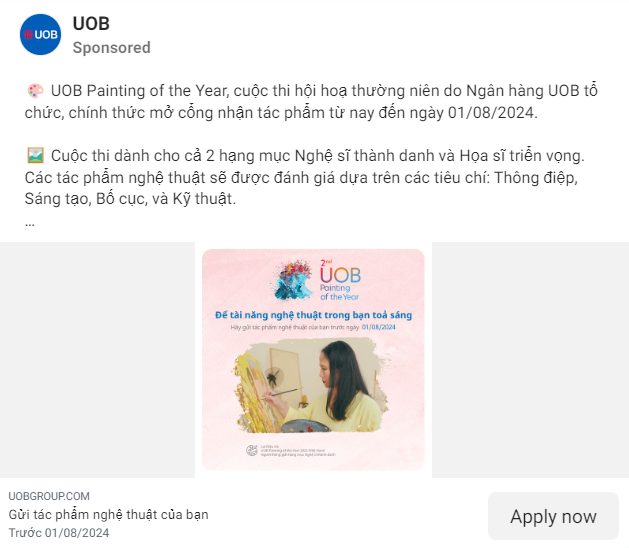 UOB
UOB
Sponsored
🎨 UOB Painting of the Year, cuộc thi hội hoạ thường niên do Ngân hàng UOB tổ
chức, chính thức mở cổng nhận tác phẩm từ nay đến ngày 01/08/2024.
🖼️ Cuộc thi dành cho cả 2 hạng mục Nghệ sĩ thành danh và Họa sĩ triển vọng.
Các tác phẩm nghệ thuật sẽ được đánh giá dựa trên các tiêu chí: Thông điệp,
Sáng tạo, Bố cục, và Kỹ thuật.
...
2nd
UOB
Painting
of the Year
Để tài năng nghệ thuật trong bạn toả sáng
Hãy gửi tác phẩm nghệ thuật của bạn trước ngày 01/08/2024
UOBGROUP.COM
Gửi tác phẩm nghệ thuật của bạn
Trước 01/08/2024
Apply now